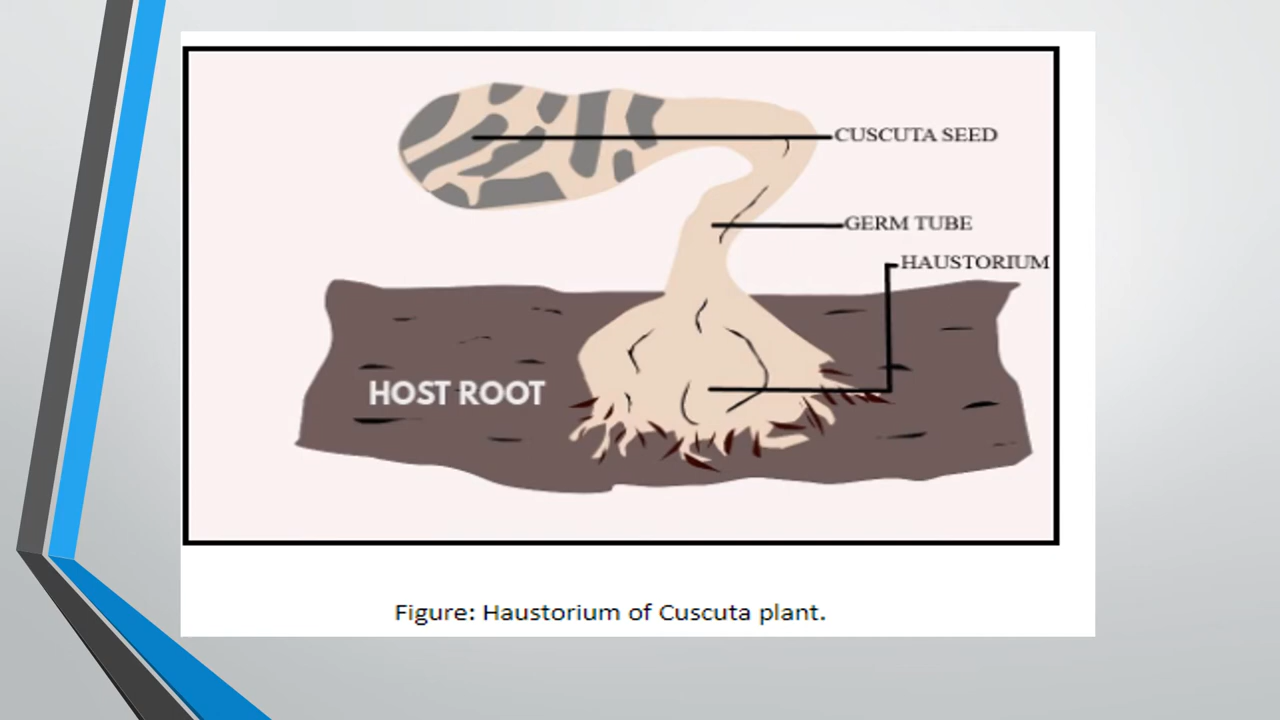 CUSCUTA SEED
GERM TUBE
HAUSTORIUM
HOST ROOT
Figure: Haustorium of Cuscuta plant.